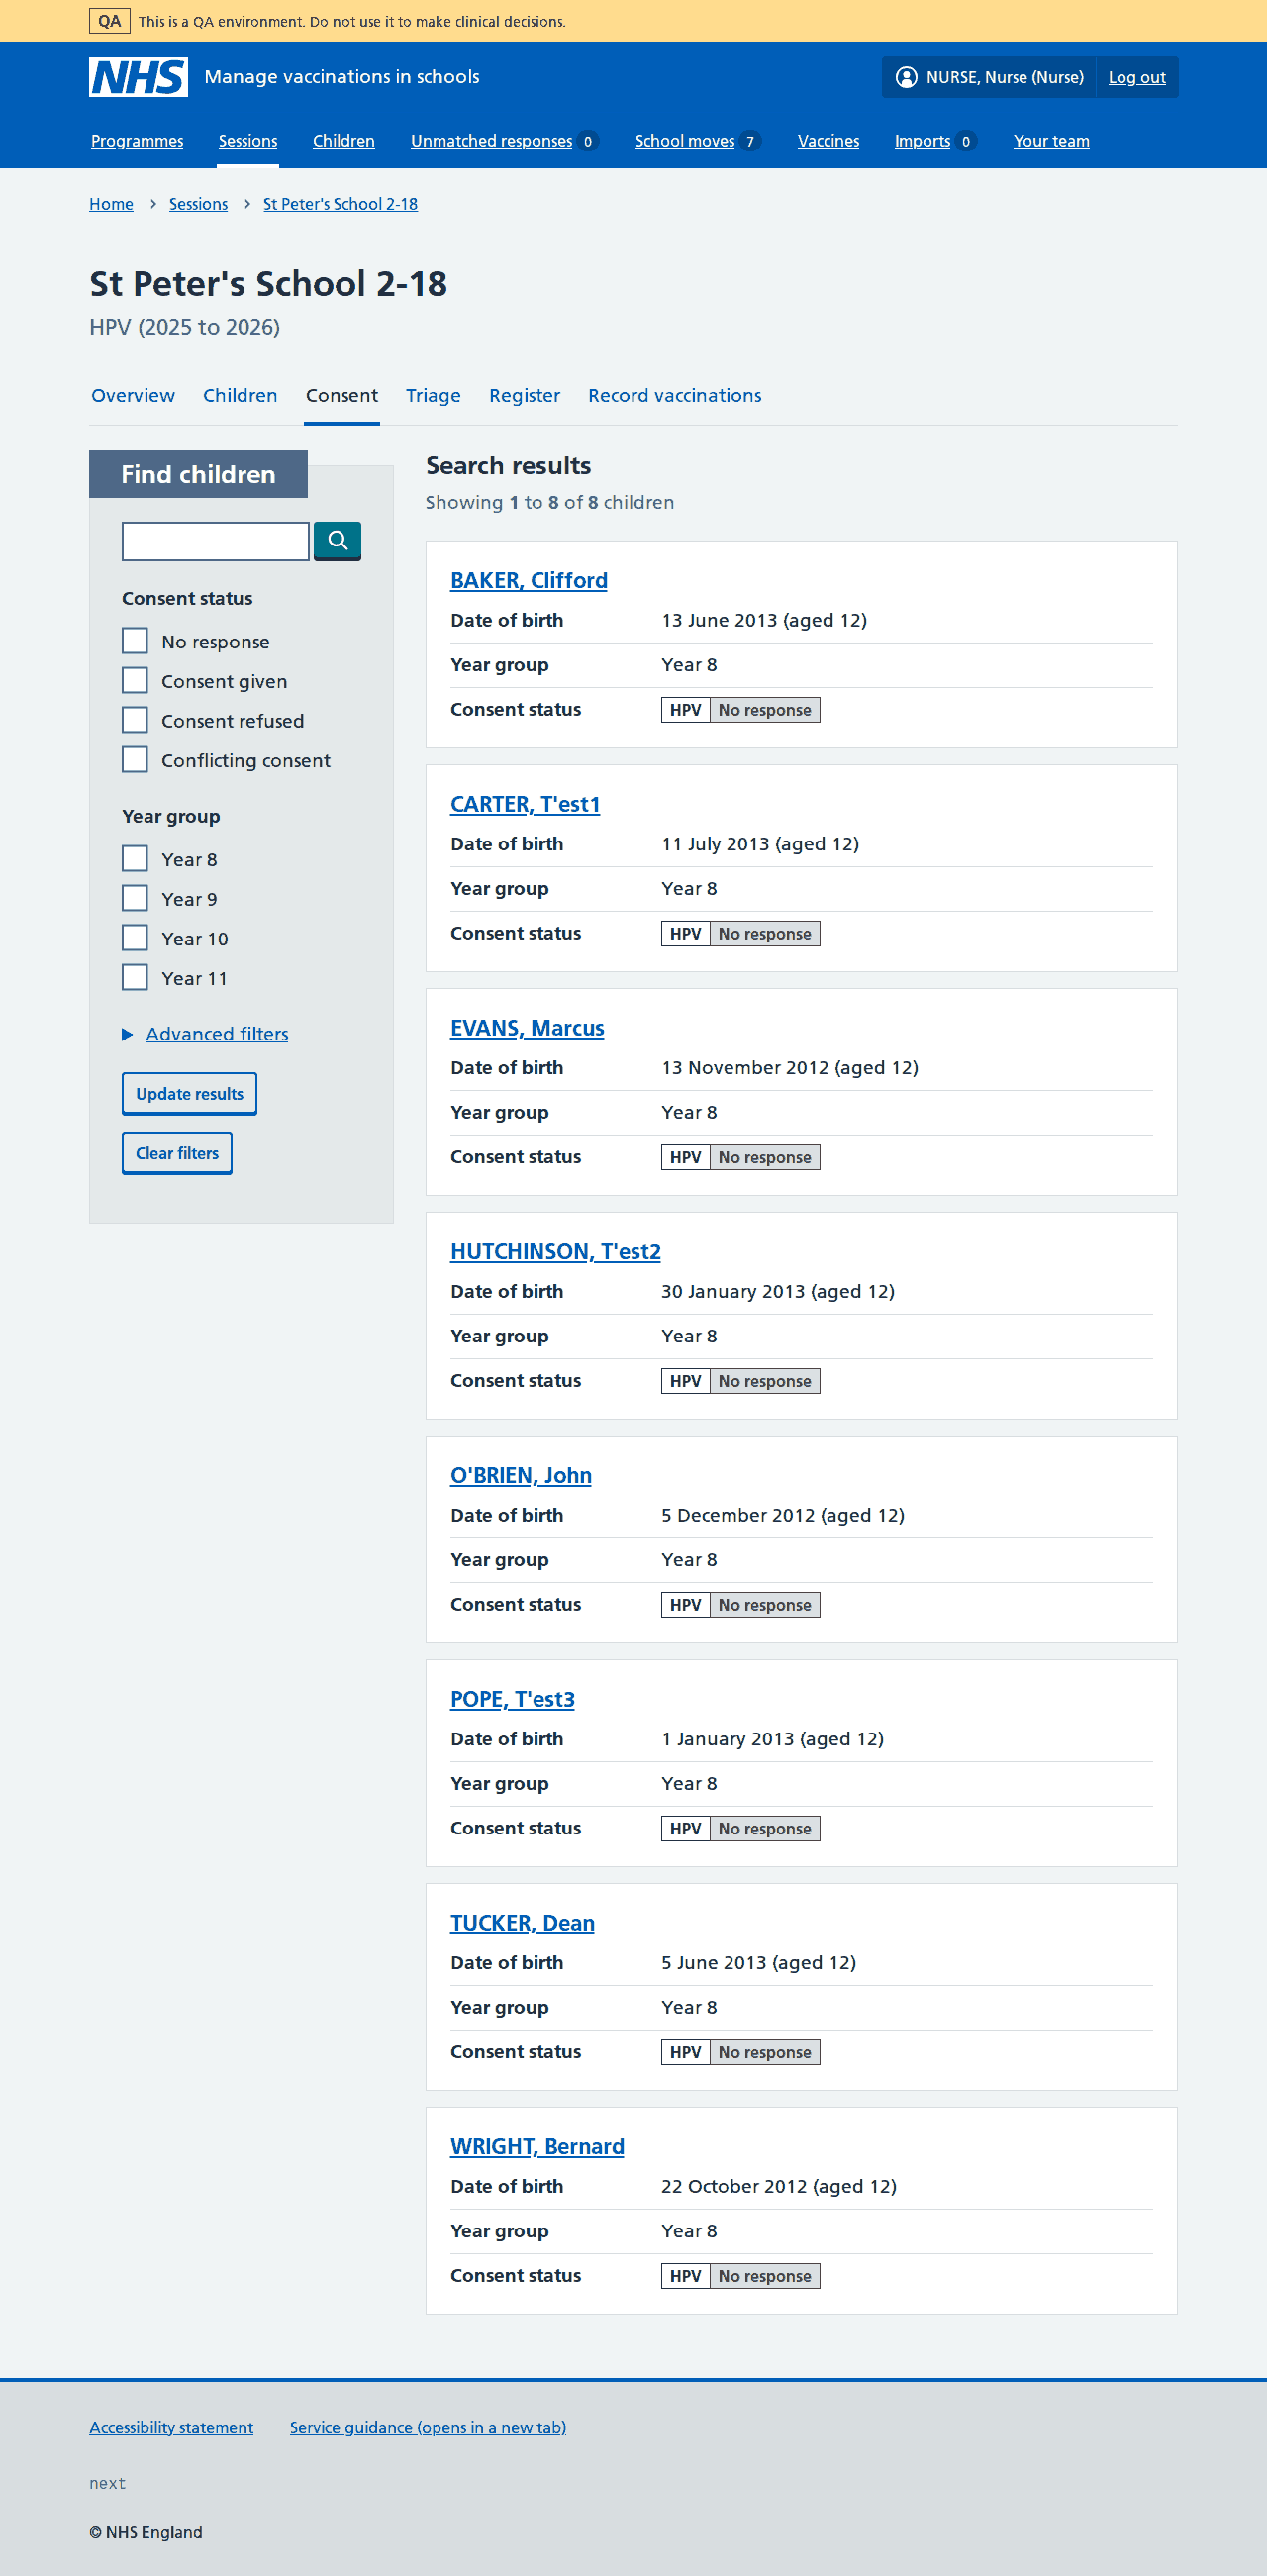 QA This is a QA environment. Do not use it to make clinical decisions.
NHS Manage vaccinations in schools NURSE, Nurse (Nurse) Log out
Programmes Sessions Children Unmatched responses 0 School moves 7 Vaccines Imports 0 Your team
Home Sessions St Peter's School 2-18
St Peter's School 2-18
HPV (2025 to 2026)
Overview Children Consent Triage Register Record vaccinations
Find children
Consent status
No response
Consent given
Consent refused
Conflicting consent
Year group
Year 8
Year 9
Year 10
Year 11
Advanced filters
Update results
Clear filters
Search results
Showing 1 to 8 of 8 children
BAKER, Clifford
Date of birth 13 June 2013 (aged 12)
Year group Year 8
Consent status HPV No response
CARTER, T'est1
Date of birth 11 July 2013 (aged 12)
Year group Year 8
Consent status HPV No response
EVANS, Marcus
Date of birth 13 November 2012 (aged 12)
Year group Year 8
Consent status HPV No response
HUTCHINSON, T'est2
Date of birth 30 January 2013 (aged 12)
Year group Year 8
Consent status HPV No response
O'BRIEN, John
Date of birth 5 December 2012 (aged 12)
Year group Year 8
Consent status HPV No response
POPE, T'est3
Date of birth 1 January 2013 (aged 12)
Year group Year 8
Consent status HPV No response
TUCKER, Dean
Date of birth 5 June 2013 (aged 12)
Year group Year 8
Consent status HPV No response
WRIGHT, Bernard
Date of birth 22 October 2012 (aged 12)
Year group Year 8
Consent status HPV No response
Accessibility statement Service guidance (opens in a new tab)
next
© NHS England